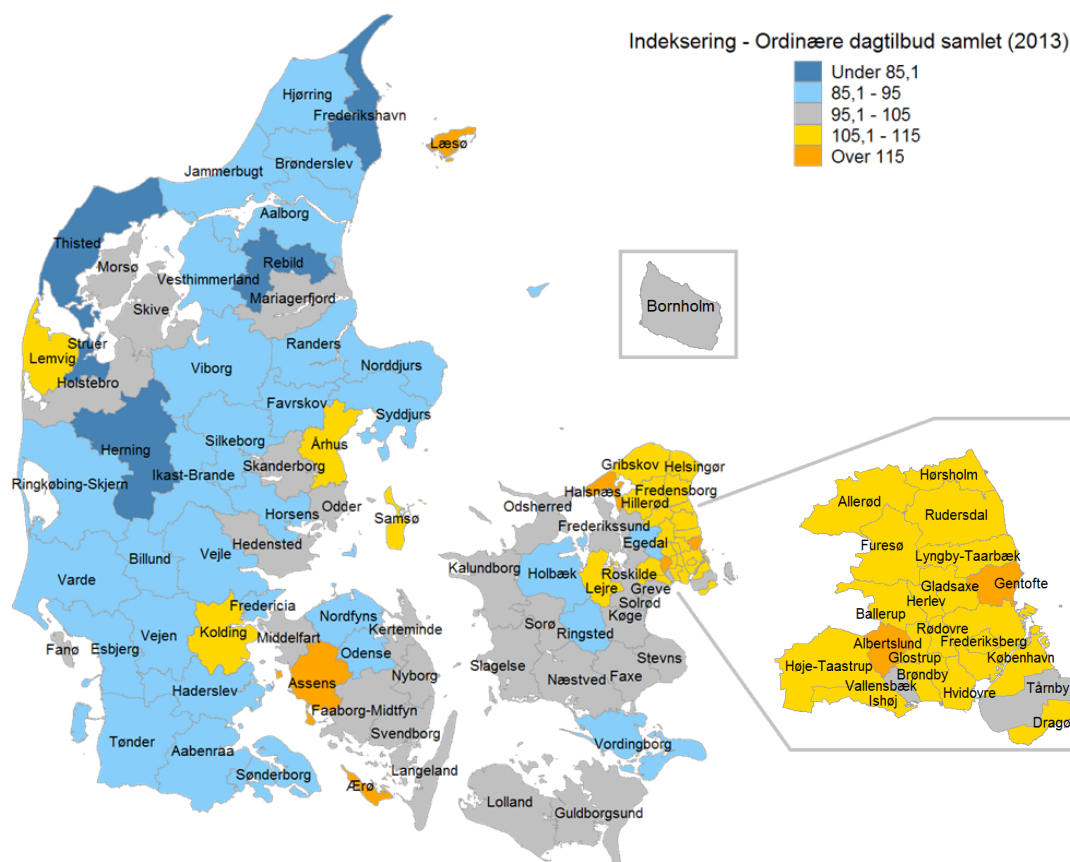 Indeksering - Ordinære dagtilbud samlet (2013)
Under 85,1
85,1 - 95
95,1 - 105
105,1 - 115
Over 115
Hjørring
Frederikshavn
Læsø
Brønderslev
Jammerbugt
Aalborg
Thisted
Rebild
Morsø
Vesthimmerland
Mariagerfjord
Skive
Bornholm
Struer
Randers
Lemvig
Viborg
Norddjurs
Holstebro
Favrskov
Syddjurs
Silkeborg
Århus
Herning
Skanderborg
Ikast-Brande
Ringkøbing-Skjern
Odder
Horsens
Samsø
Hedensted
Billund
Vejle
Varde
Fredericia
Vejen
Kolding
Esbjerg
Fanø
Haderslev
Tønder
Aabenraa
Sønderborg
Nordfyns
Middelfart
Kerteminde
Odense
Nyborg
Assens
Faaborg-Midtfyn
Svendborg
Langeland
Ærø
Gribskov
Helsingør
Halsnæs
Fredensborg
Hillerød
Odsherred
Frederikssund
Egedal
Kalundborg
Holbæk
Roskilde
Lejre
Greve
Solrød
Køge
Sorø
Ringsted
Stevns
Slagelse
Næstved
Faxe
Vordingborg
Lolland
Guldborgsund
Hørsholm
Allerød
Rudersdal
Furesø
Lyngby-Taarbæk
Gladsaxe
Gentofte
Herlev
Ballerup
Rødovre
Albertslund
Frederiksberg
Glostrup
København
Høje-Taastrup
Brøndby
Vallensbæk
Ishøj
Hvidovre
Tårnby
Dragø